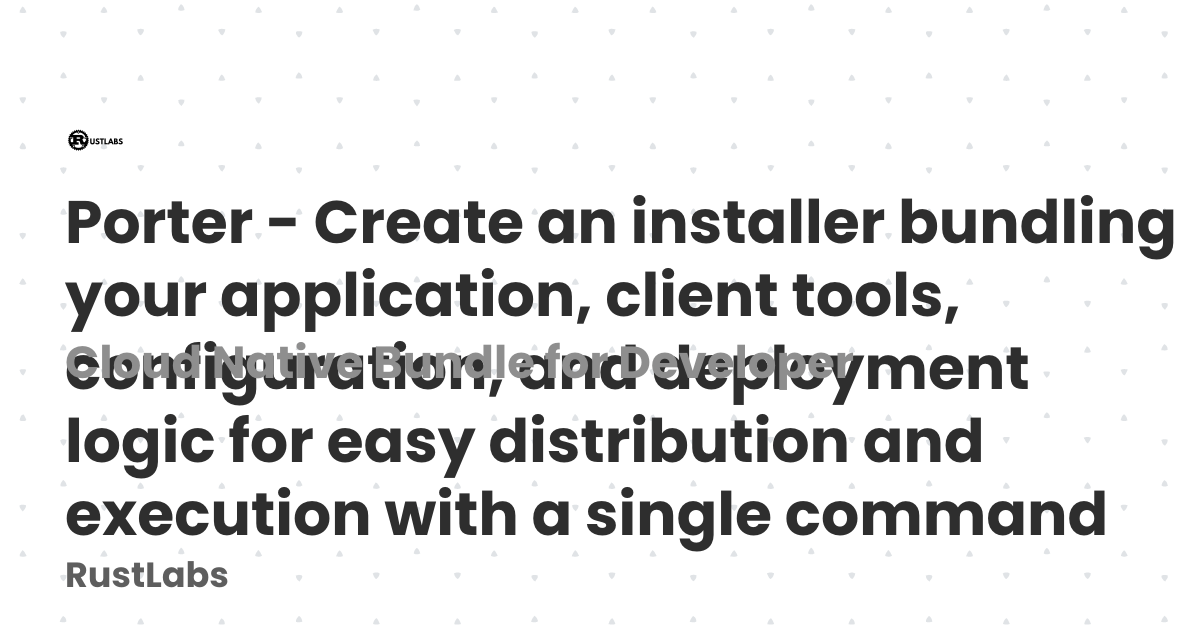 RUSTLABS
Porter - Create an installer bundling
your application, client tools,
configuration, and deployment
Cloud Native Bundle for Developer
logic for easy distribution and
execution with a single command
RustLabs